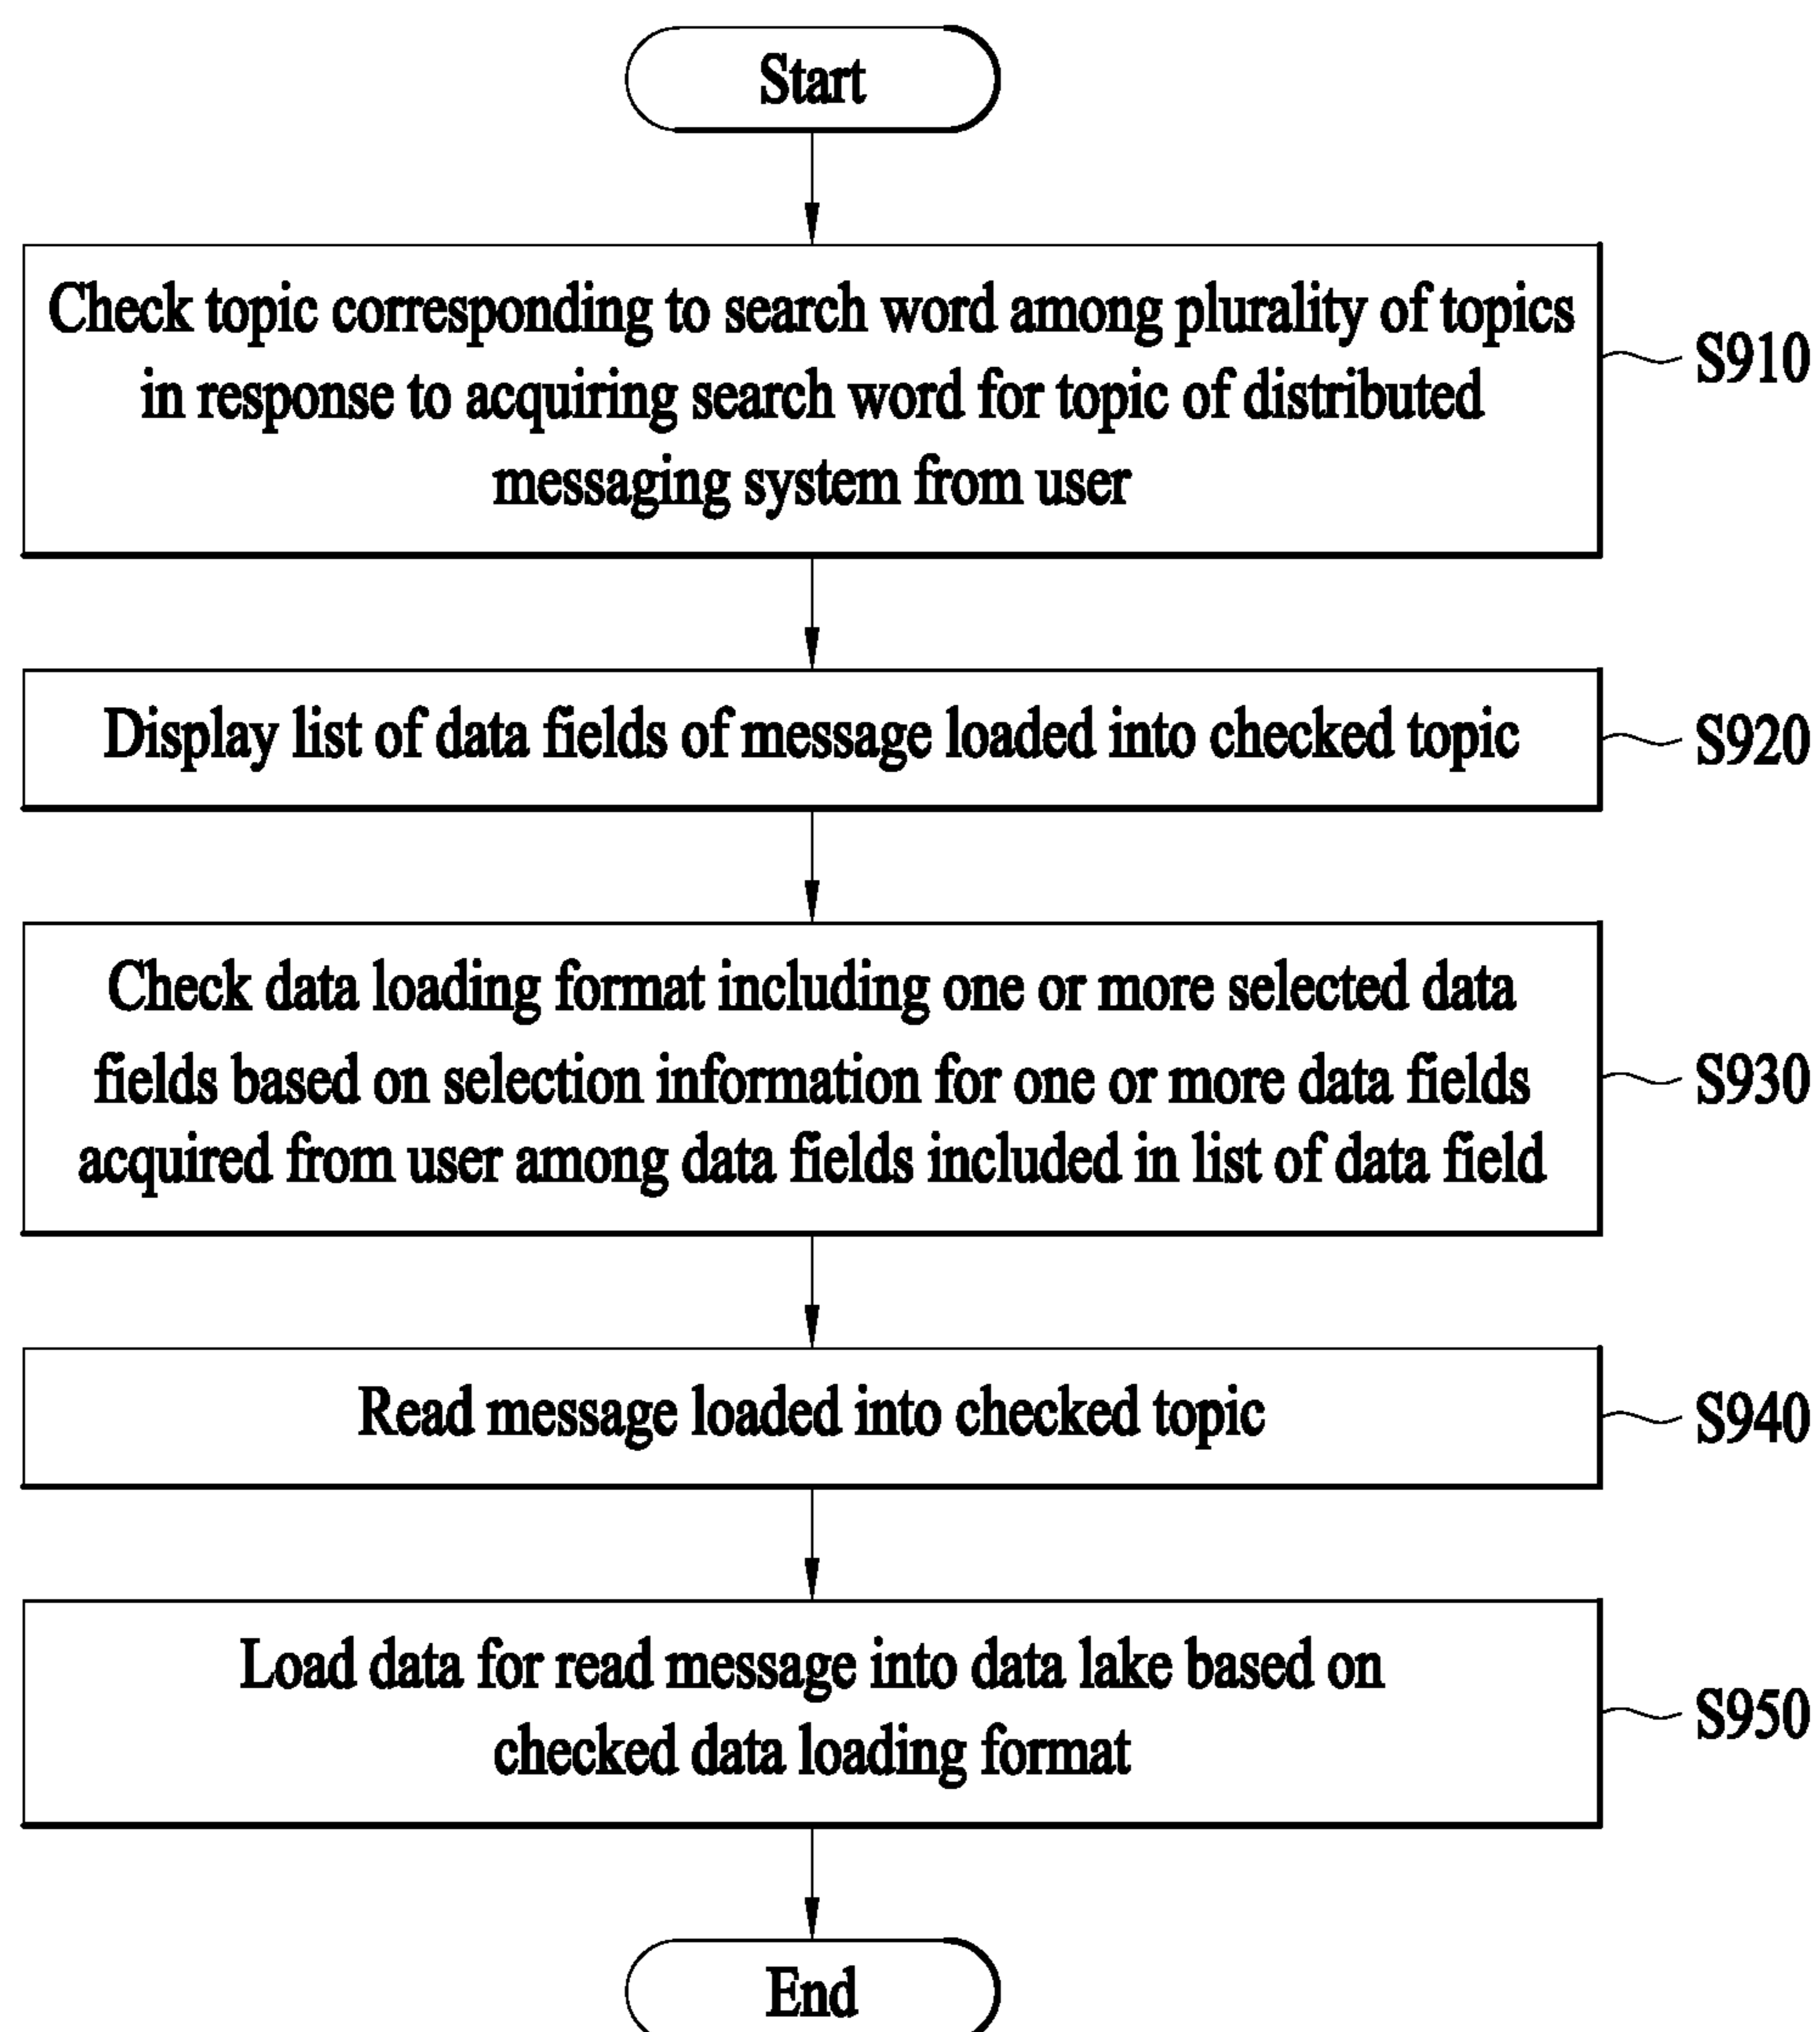 Start
Check topic corresponding to search word among plurality of topics
in response to acquiring search word for topic of distributed
messaging system from user
S910
Display list of data fields of message loaded into checked topic
S920
Check data loading format including one or more selected data
fields based on selection information for one or more data fields
acquired from user among data fields included in list of data field
S930
Read message loaded into checked topic
S940
Load data for read message into data lake based on
checked data loading format
S950
End